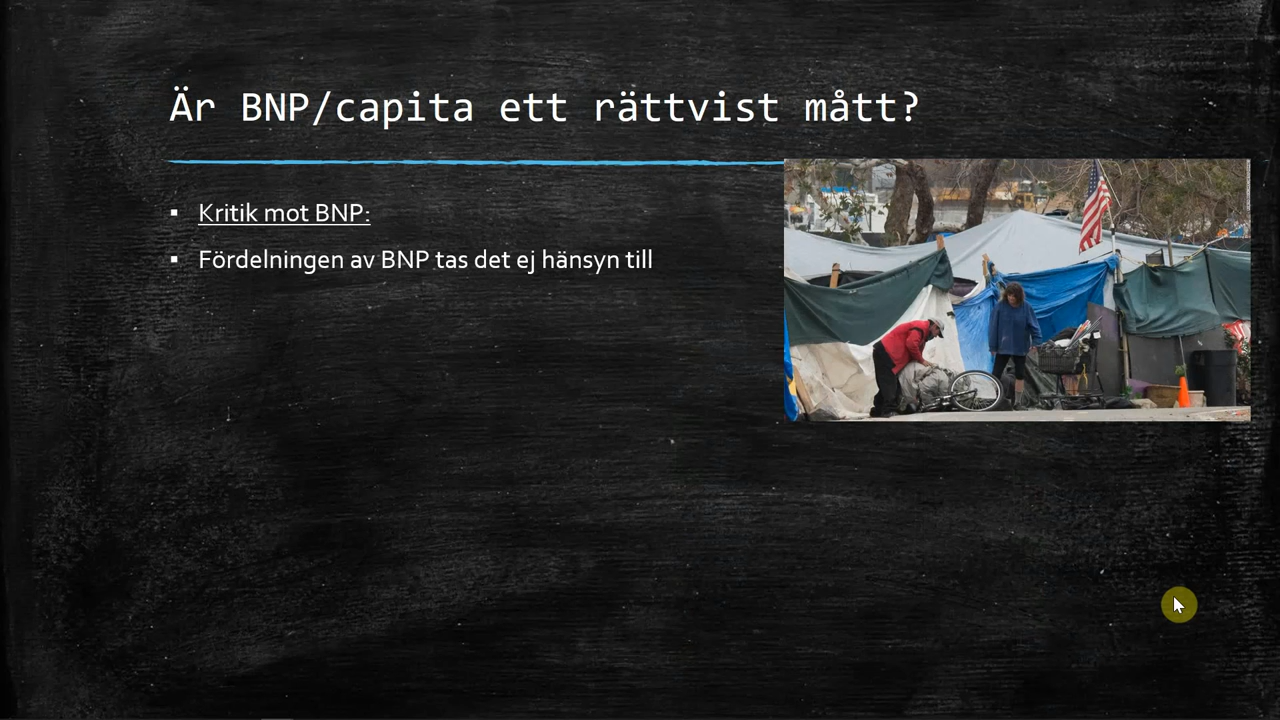 Är BNP/capita ett rättvist mått?
Kritik mot BNP:
Fördelningen av BNP tas det ej hänsyn till